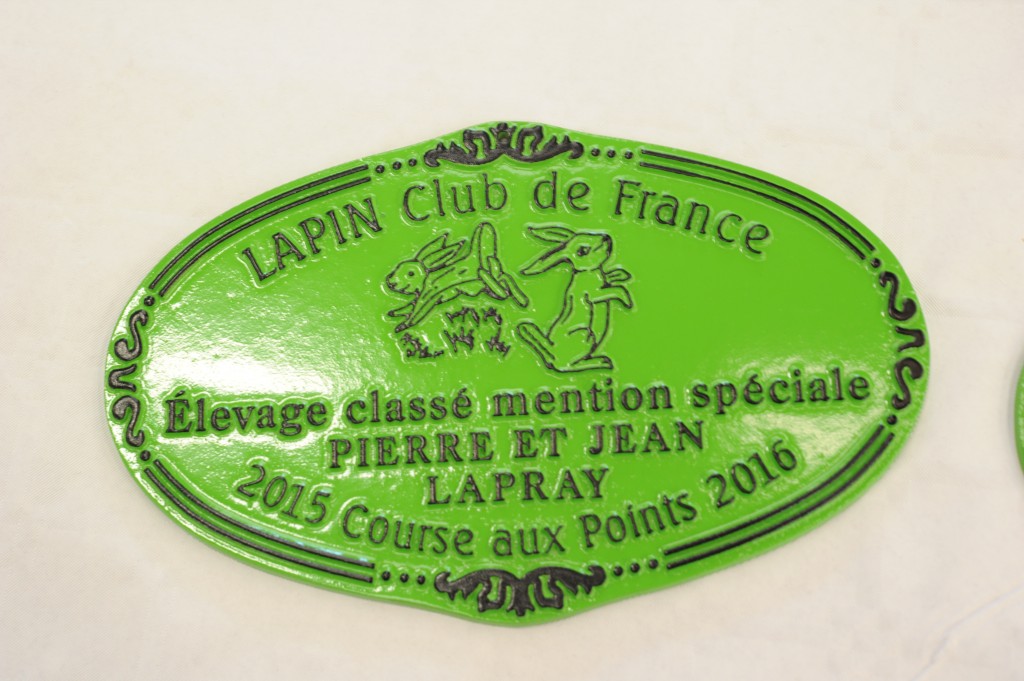 LAPIN Club de France
Élevage classé mention spéciale
PIERRE ET JEAN
LAPRAY
2015 Course aux Points 2016